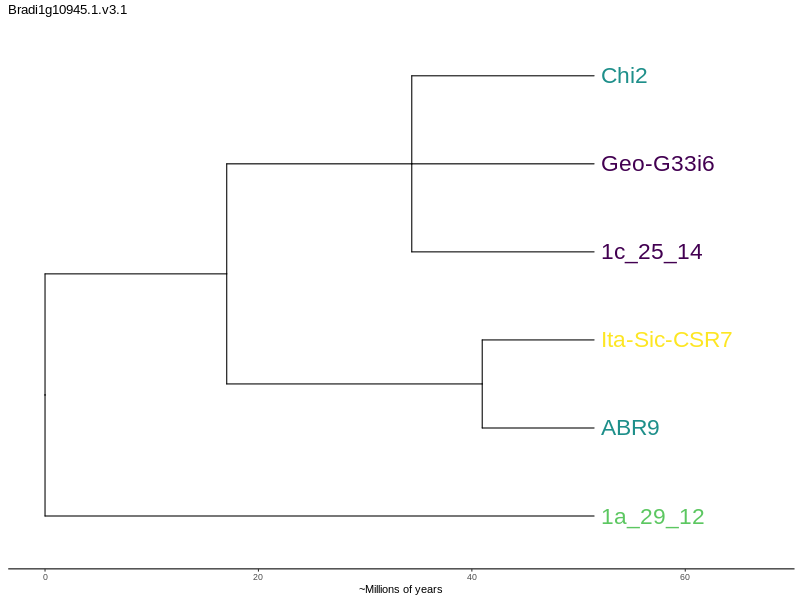 Bradi1g10945.1.v3.1
Chi2
Geo-G33i6
1c_25_14
Ita-Sic-CSR7
ABR9
1a_29_12
0 20 40 60
~Millions of years